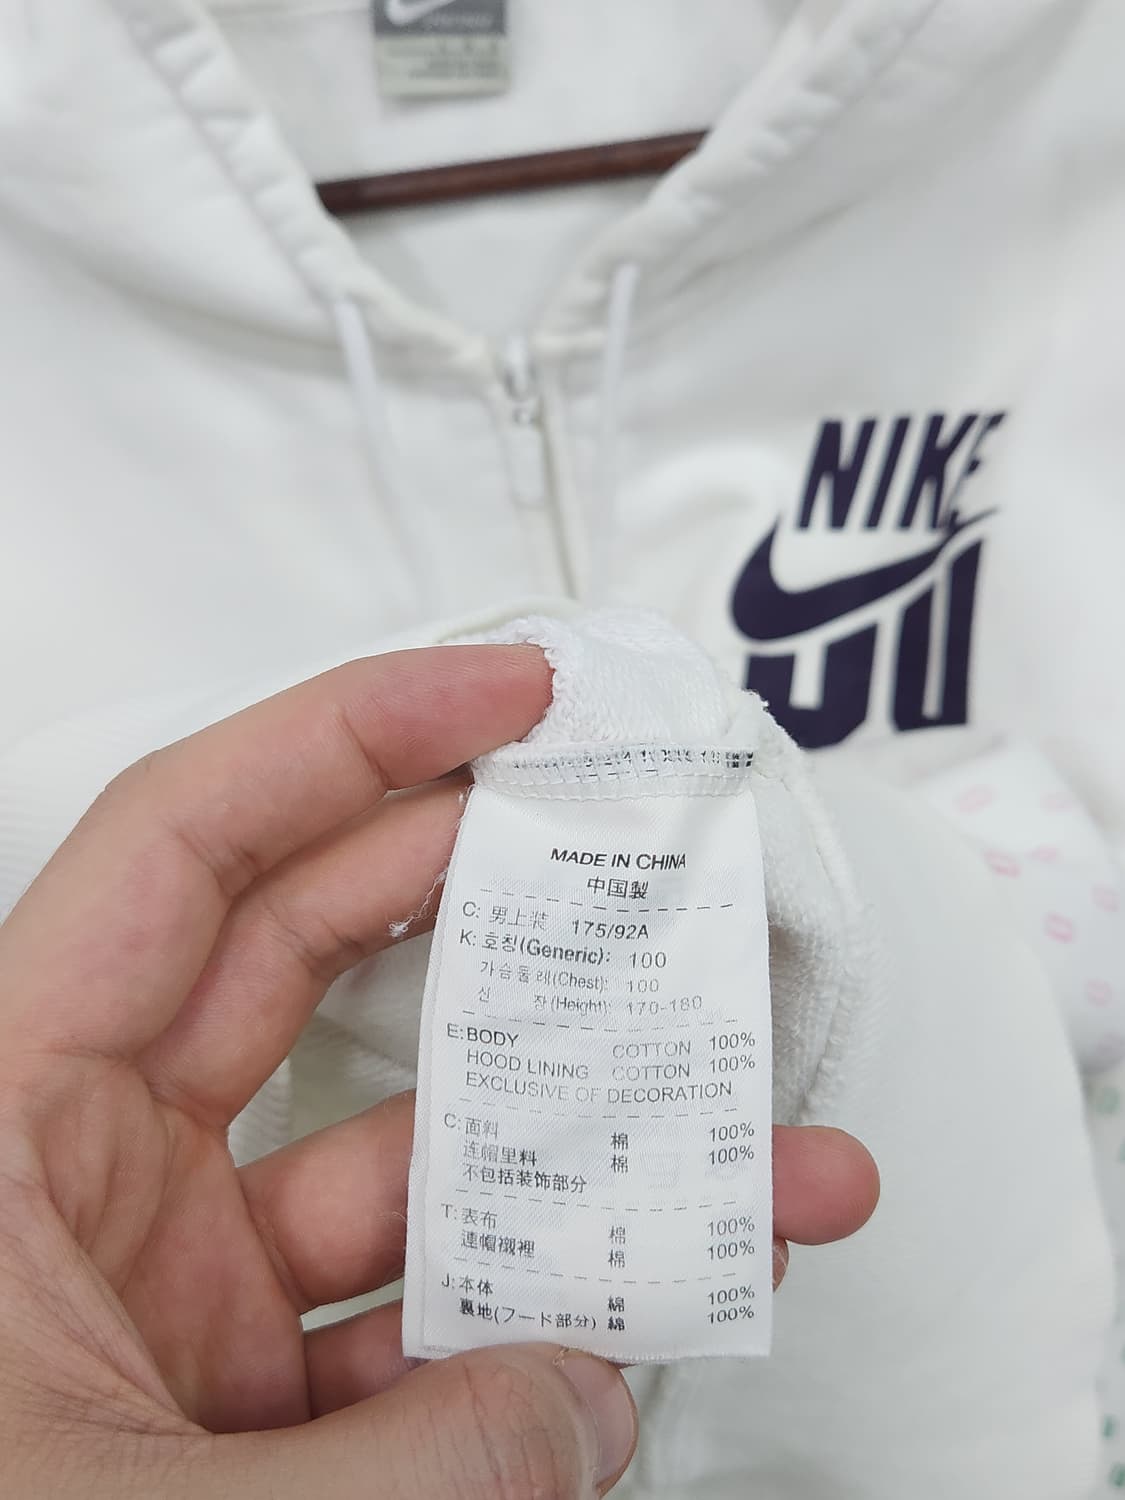 NIKE
MADE IN CHINA
中国製
C: 男上装 175/92A
K: 호칭(Generic): 100
가슴둘레(Chest): 100
신 장(Height): 170-180
E: BODY COTTON 100%
HOOD LINING COTTON 100%
EXCLUSIVE OF DECORATION
C: 面料 棉 100%
连帽里料 棉 100%
不包括装饰部分
T: 表布 棉 100%
連帽襯裡 棉 100%
J: 本体 綿 100%
裏地(フード部分) 綿 100%